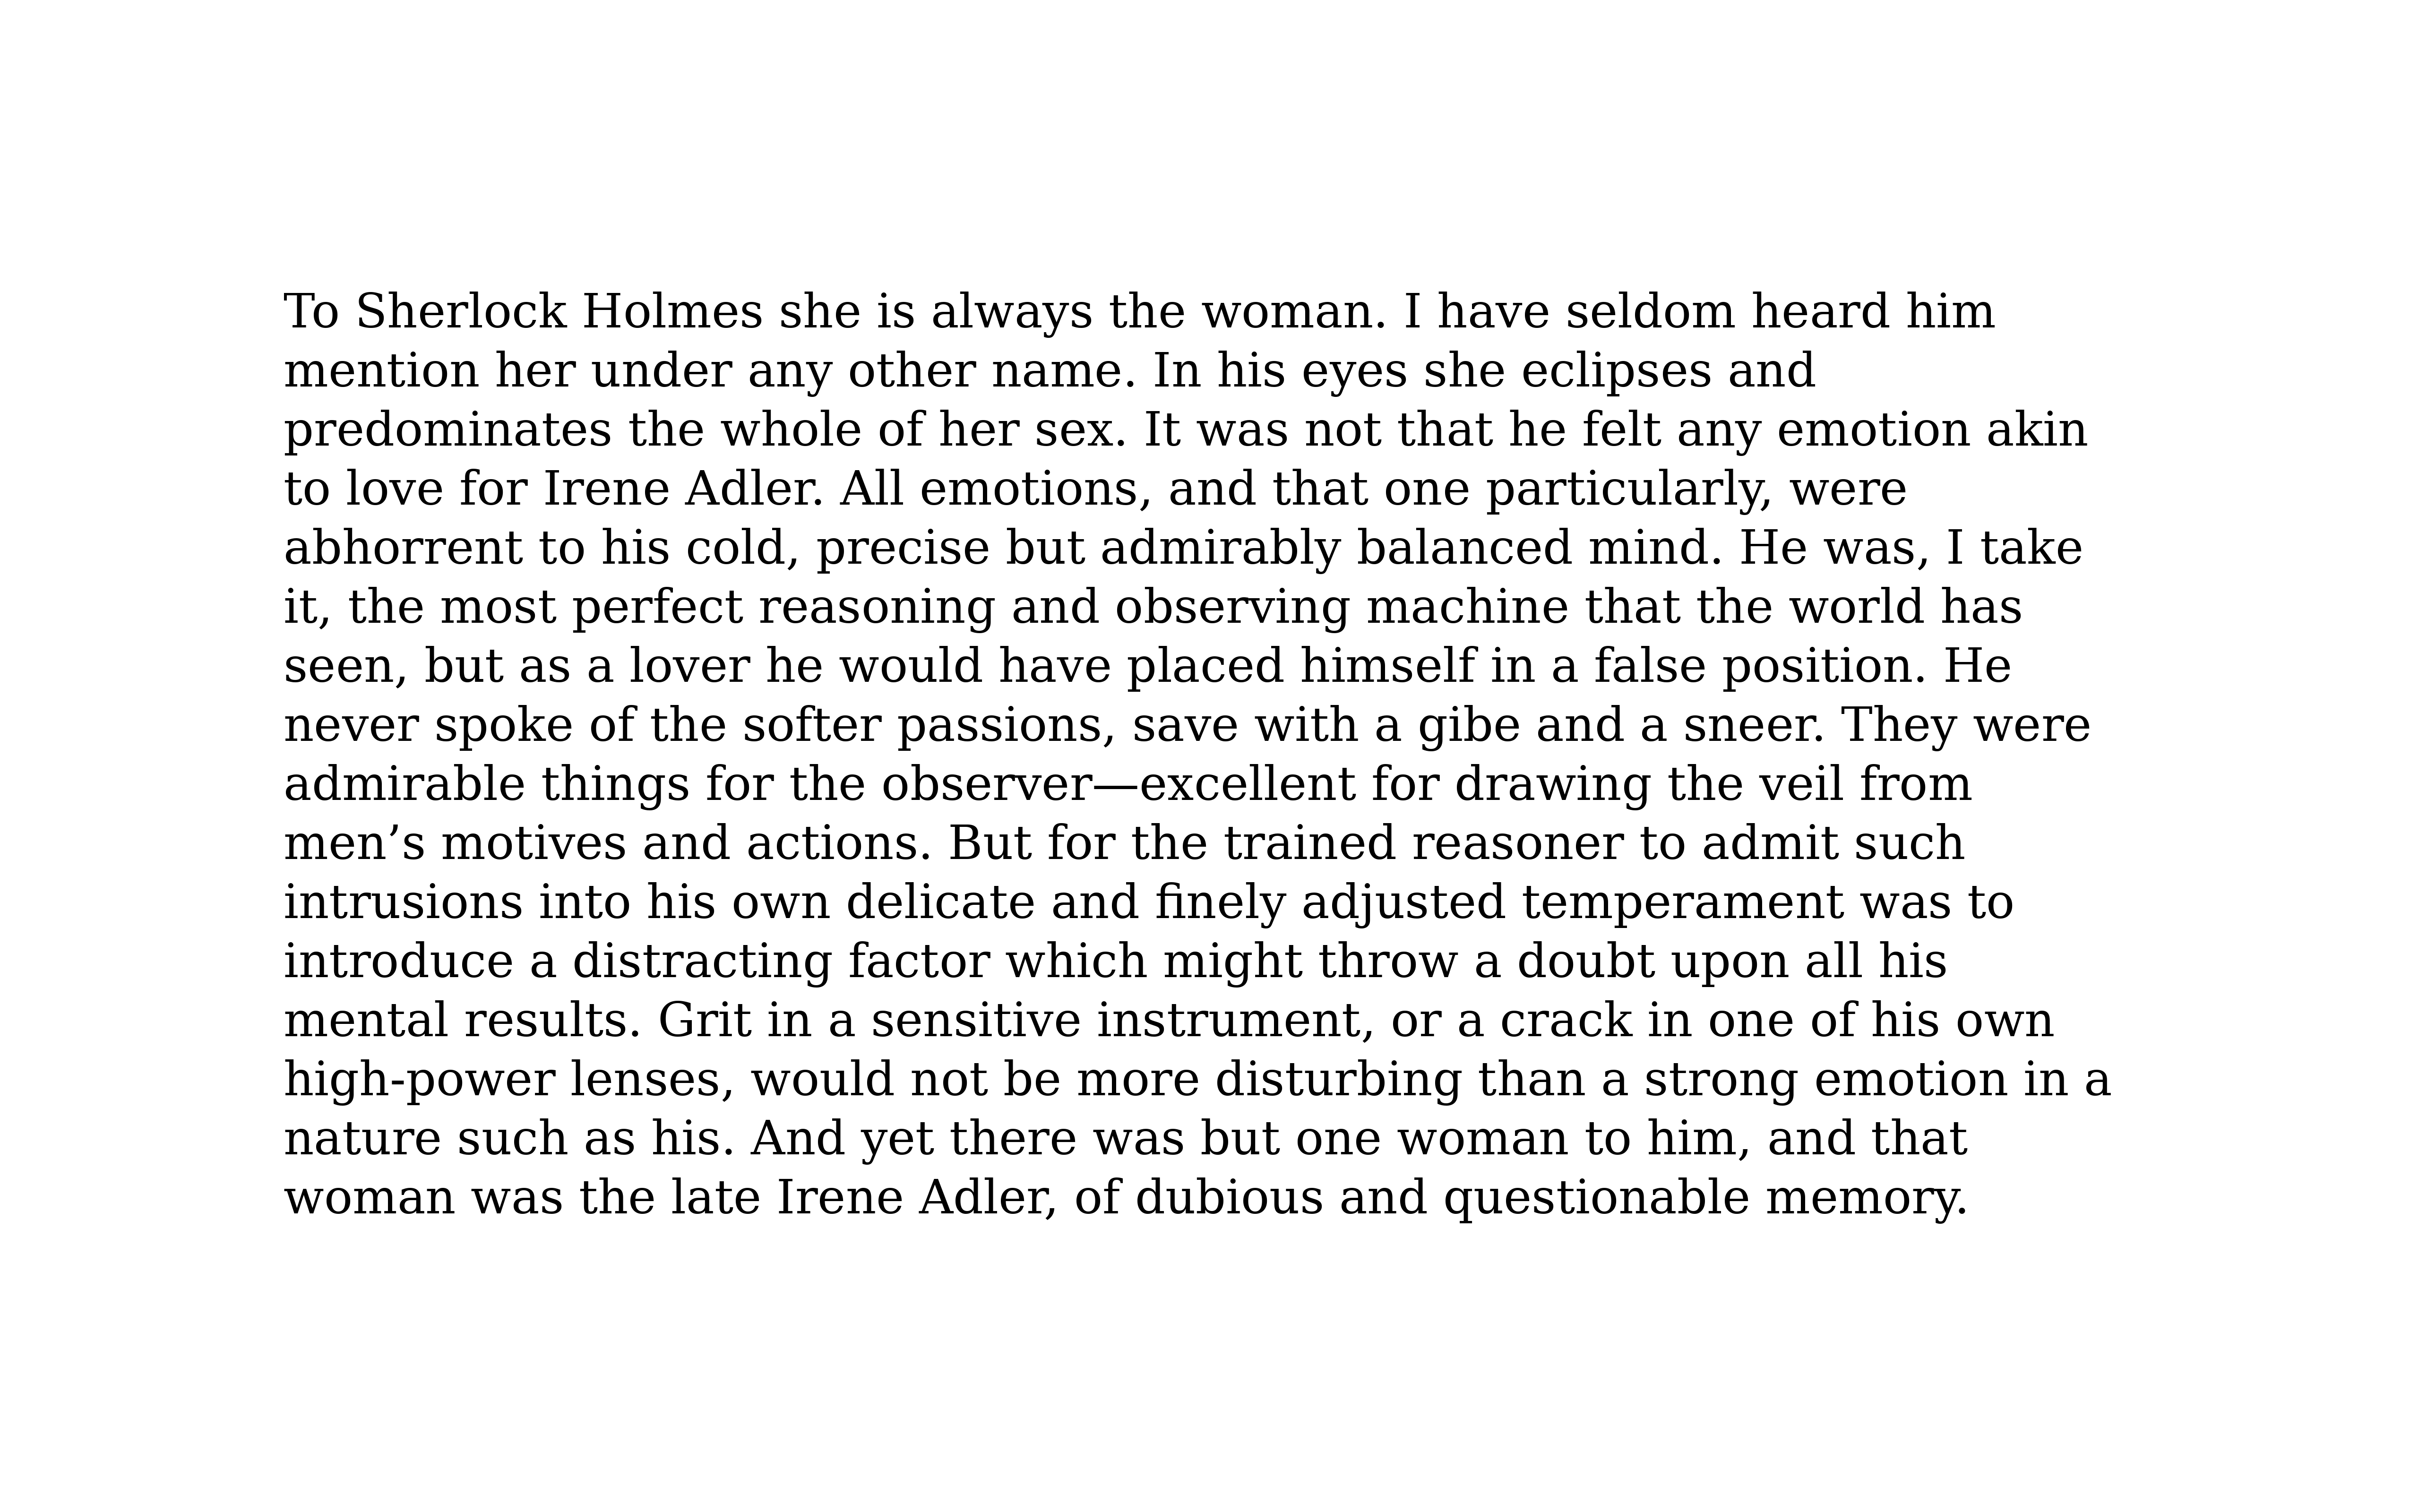 To Sherlock Holmes she is always the woman. I have seldom heard him
mention her under any other name. In his eyes she eclipses and
predominates the whole of her sex. It was not that he felt any emotion akin
to love for Irene Adler. All emotions, and that one particularly, were
abhorrent to his cold, precise but admirably balanced mind. He was, I take
it, the most perfect reasoning and observing machine that the world has
seen, but as a lover he would have placed himself in a false position. He
never spoke of the softer passions, save with a gibe and a sneer. They were
admirable things for the observer—excellent for drawing the veil from
men’s motives and actions. But for the trained reasoner to admit such
intrusions into his own delicate and finely adjusted temperament was to
introduce a distracting factor which might throw a doubt upon all his
mental results. Grit in a sensitive instrument, or a crack in one of his own
high-power lenses, would not be more disturbing than a strong emotion in a
nature such as his. And yet there was but one woman to him, and that
woman was the late Irene Adler, of dubious and questionable memory.